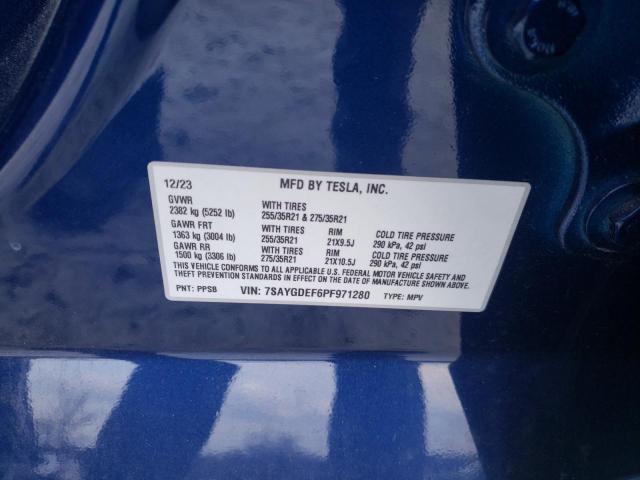 12/23 MFD BY TESLA, INC.
GVWR WITH TIRES
2382 kg (5252 lb) 255/35R21 & 275/35R21
GAWR FRT WITH TIRES RIM COLD TIRE PRESSURE
1363 kg (3004 lb) 255/35R21 21X9.5J 290 kPa, 42 psi
GAWR RR WITH TIRES RIM COLD TIRE PRESSURE
1500 kg (3306 lb) 275/35R21 21X10.5J 290 kPa, 42 psi
THIS VEHICLE CONFORMS TO ALL APPLICABLE U.S. FEDERAL MOTOR VEHICLE SAFETY AND
THEFT PREVENTION STANDARDS IN EFFECT ON THE DATE OF MANUFACTURE SHOWN ABOVE.
PNT: PPSB VIN: 7SAYGDEF6PF971280 TYPE: MPV